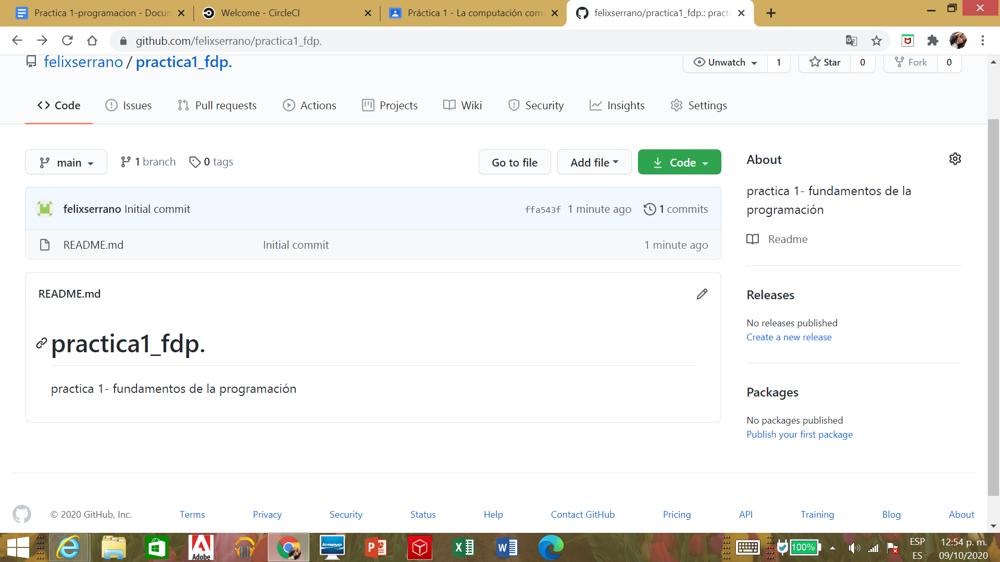 Practica 1-programacion - Docun
Welcome - CircleCI
Práctica 1 - La computación com
felixserrano/practica1_fdp.: practi
github.com/felixserrano/practica1_fdp.
felixserrano / practica1_fdp.
Unwatch 1 Star 0 Fork 0
Code Issues Pull requests Actions Projects Wiki Security Insights Settings
main 1 branch 0 tags Go to file Add file Code
felixserrano Initial commit ffa543f 1 minute ago 1 commits
README.md Initial commit 1 minute ago
README.md
practica1_fdp.
practica 1- fundamentos de la programación
About
practica 1- fundamentos de la
programación
Readme
Releases
No releases published
Create a new release
Packages
No packages published
Publish your first package
© 2020 GitHub, Inc. Terms Privacy Security Status Help Contact GitHub Pricing API Training Blog About
Adobe
lenovo
100%
ESP
ES
12:54 p. m.
09/10/2020